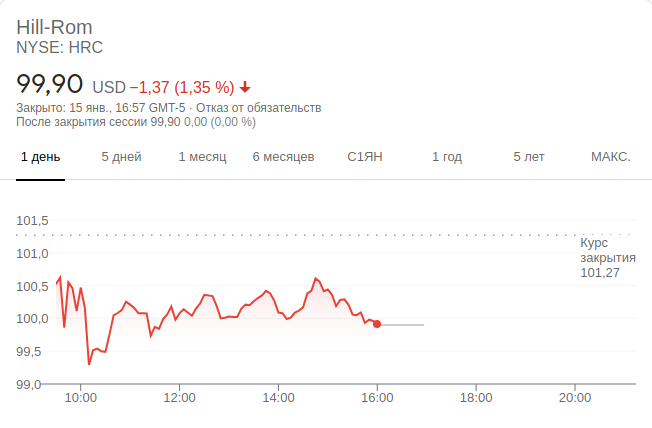 Hill-Rom
NYSE: HRC
99,90 USD −1,37 (1,35 %)
Закрыто: 15 янв., 16:57 GMT-5 · Отказ от обязательств
После закрытия сессии 99,90 0,00 (0,00 %)
1 день 5 дней 1 месяц 6 месяцев С1ЯН 1 год 5 лет МАКС.
101,5
101,0
100,5
100,0
99,5
99,0
Курс
закрытия
101,27
10:00 12:00 14:00 16:00 18:00 20:00